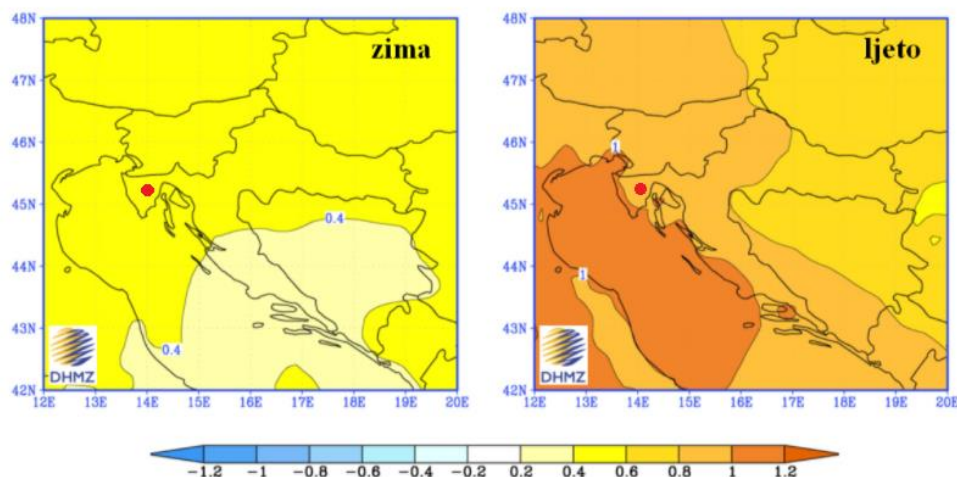 zima
48N
47N
46N
45N
44N
43N
42N
12E 13E 14E 15E 16E 17E 18E 19E 20E
0.4
0.4
DHMZ
ljeto
48N
47N
46N
45N
44N
43N
42N
12E 13E 14E 15E 16E 17E 18E 19E 20E
1
1
DHMZ
-1.2 -1 -0.8 -0.6 -0.4 -0.2 0.2 0.4 0.6 0.8 1 1.2